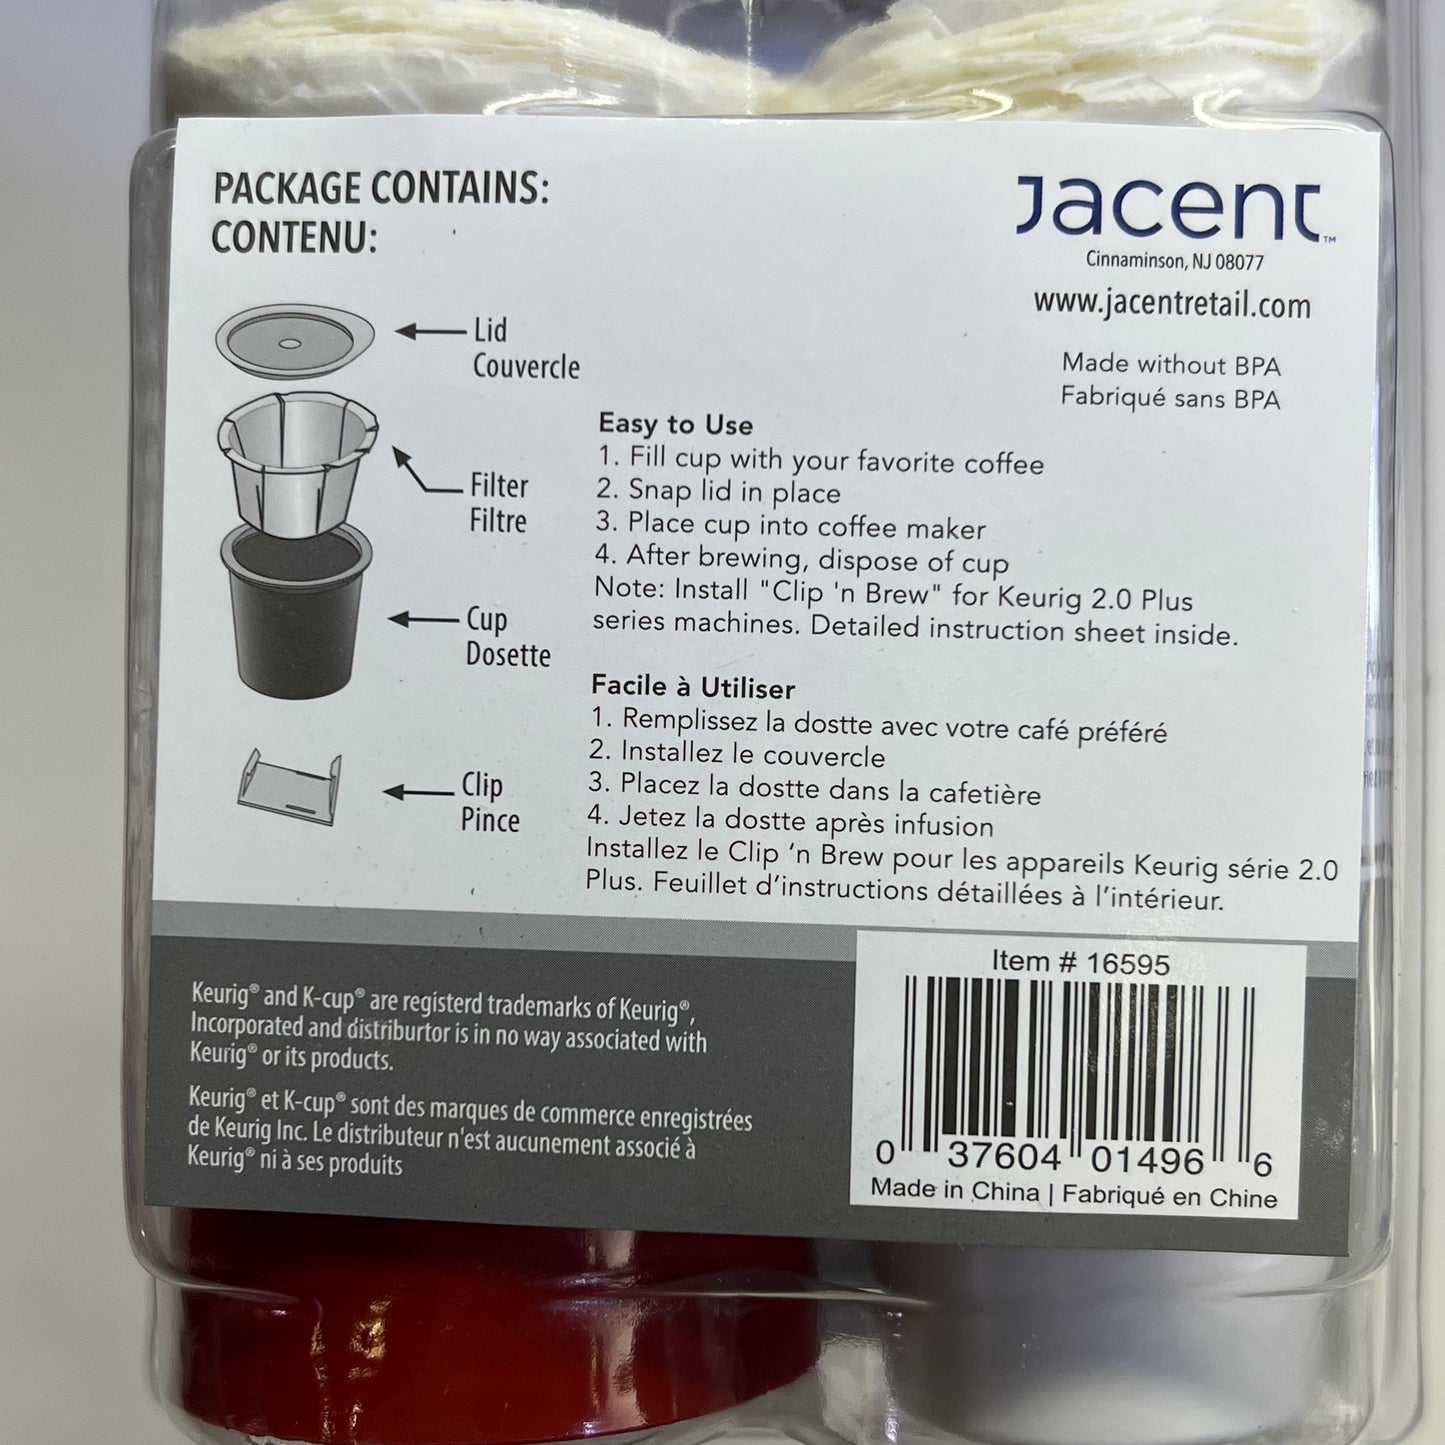 PACKAGE CONTAINS:
CONTENU:
Jacent™
Cinnaminson, NJ 08077
www.jacentretail.com
Made without BPA
Fabriqué sans BPA
Lid
Couvercle
Filter
Filtre
Cup
Dosette
Clip
Pince
Easy to Use
1. Fill cup with your favorite coffee
2. Snap lid in place
3. Place cup into coffee maker
4. After brewing, dispose of cup
Note: Install "Clip 'n Brew" for Keurig 2.0 Plus
series machines. Detailed instruction sheet inside.
Facile à Utiliser
1. Remplissez la dostte avec votre café préféré
2. Installez le couvercle
3. Placez la dostte dans la cafetière
4. Jetez la dostte après infusion
Installez le Clip ‘n Brew pour les appareils Keurig série 2.0
Plus. Feuillet d’instructions détaillées à l’intérieur.
Keurig® and K-cup® are registerd trademarks of Keurig®,
Incorporated and distriburtor is in no way associated with
Keurig® or its products.
Keurig® et K-cup® sont des marques de commerce enregistrées
de Keurig Inc. Le distributeur n'est aucunement associé à
Keurig® ni à ses produits
Item # 16595
0 37604 01496 6
Made in China | Fabriqué en Chine